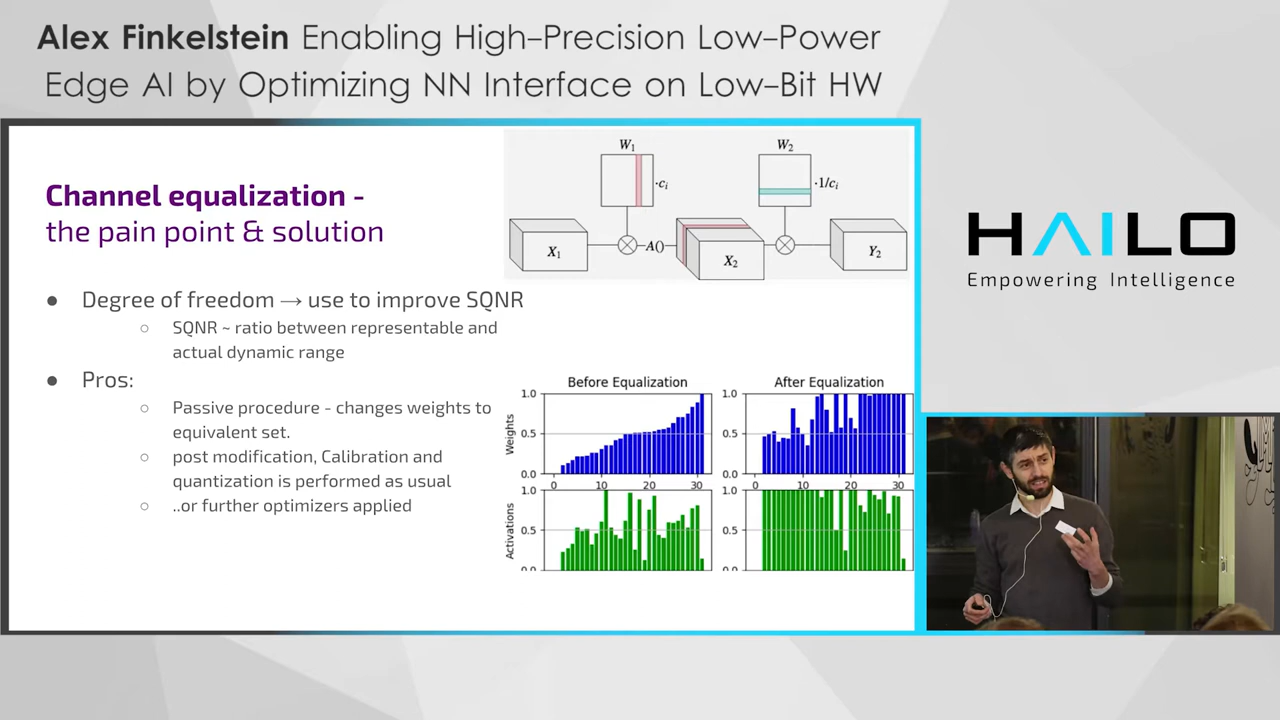 Alex Finkelstein Enabling High-Precision Low-Power
Edge AI by Optimizing NN Interface on Low-Bit HW
Channel equalization -
the pain point & solution
W1
·ci
W2
·1/ci
X1
A()
X2
Y2
HAILO
Empowering Intelligence
● Degree of freedom → use to improve SQNR
○ SQNR ~ ratio between representable and
actual dynamic range
● Pros:
○ Passive procedure - changes weights to
equivalent set.
○ post modification, Calibration and
quantization is performed as usual
○ ..or further optimizers applied
Before Equalization
After Equalization
Weights
1.0
0.5
0.0
0 10 20 30
1.0
0.5
0.0
0 10 20 30
Activations
1.0
0.5
0.0
1.0
0.5
0.0